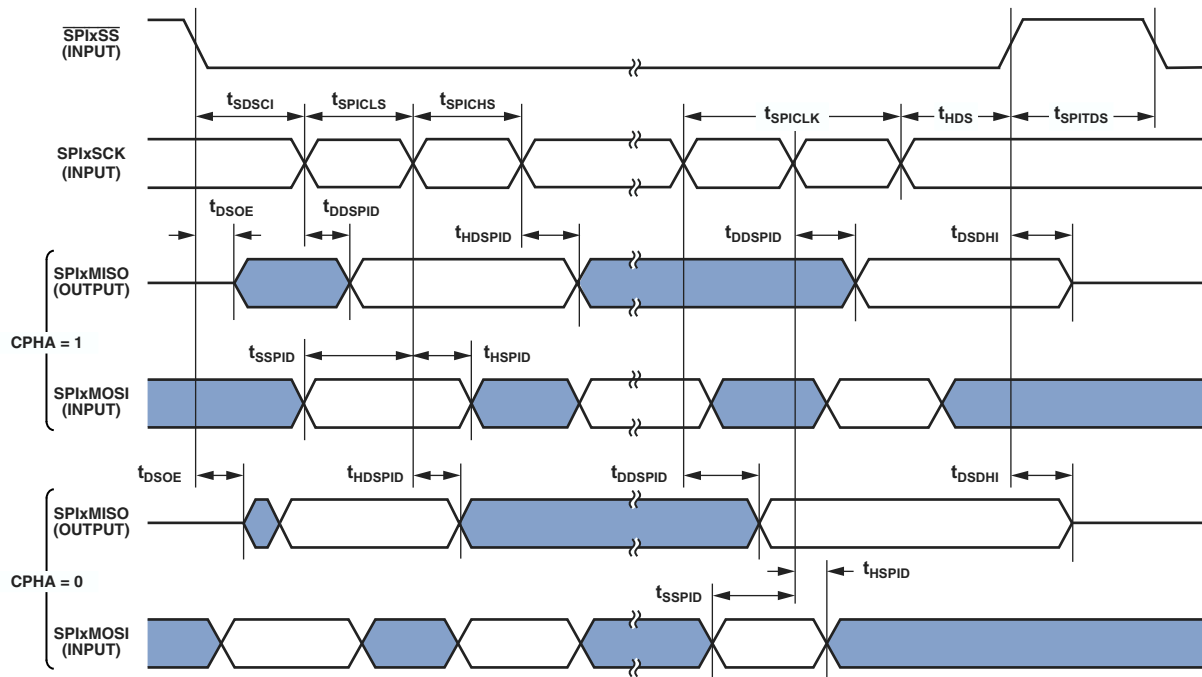 SPIxSS
(INPUT)
tSDSCI tSPICLS tSPICHS tSPICLK tHDS tSPITDS
SPIxSCK
(INPUT)
tDSOE tDDSPID tHDSPID tDDSPID tDSDHI
SPIxMISO
(OUTPUT)
CPHA = 1
tSSPID tHSPID
SPIxMOSI
(INPUT)
tDSOE tHDSPID tDDSPID tDSDHI
SPIxMISO
(OUTPUT)
CPHA = 0
tSSPID tHSPID
SPIxMOSI
(INPUT)